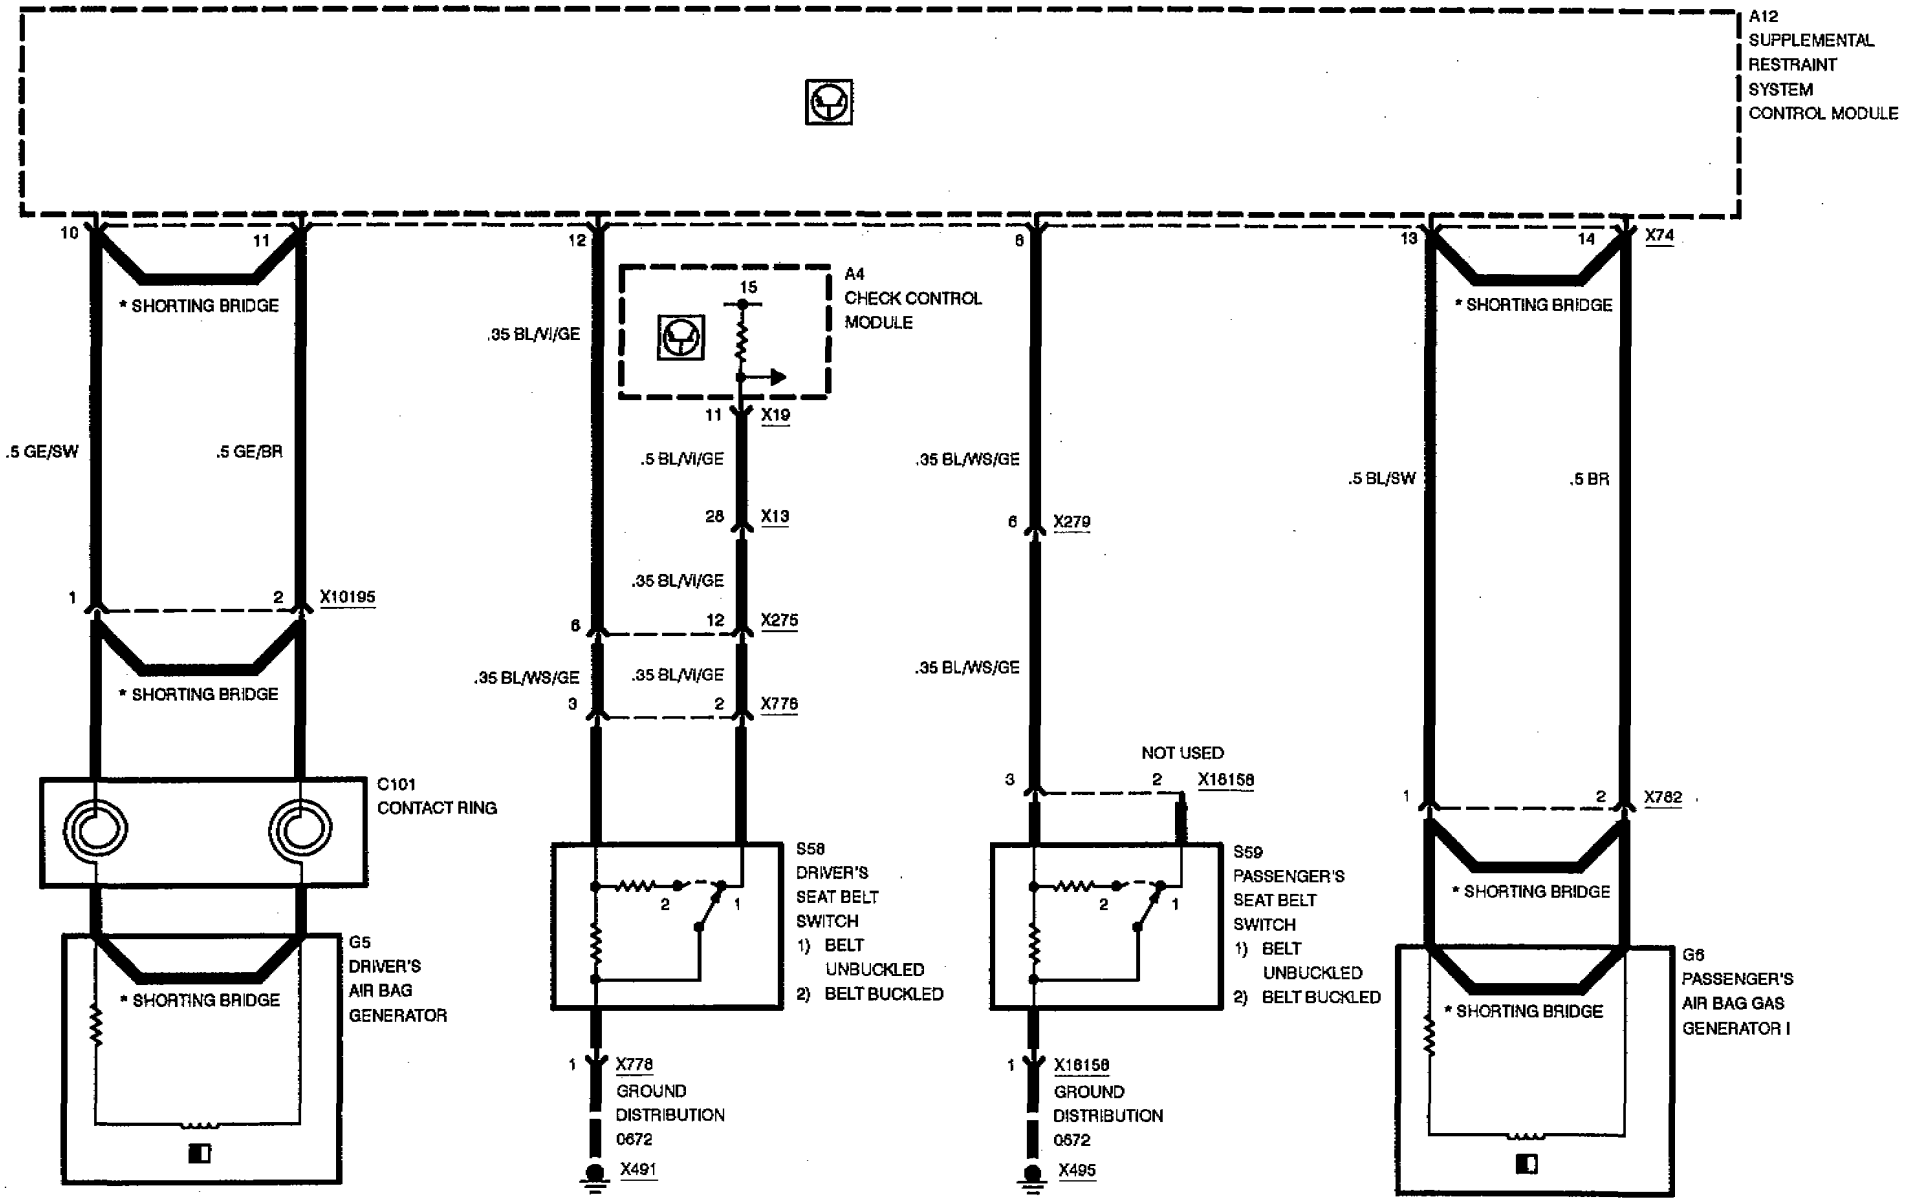 A12
SUPPLEMENTAL
RESTRAINT
SYSTEM
CONTROL MODULE
10
11
12
8
13
14
X74
* SHORTING BRIDGE
* SHORTING BRIDGE
.35 BL/VI/GE
15
A4
CHECK CONTROL
MODULE
11
X19
.5 GE/SW
.5 GE/BR
.5 BL/VI/GE
.35 BL/WS/GE
.5 BL/SW
.5 BR
28
X13
6
X279
.35 BL/VI/GE
1
2
X10195
6
12
X275
.35 BL/WS/GE
.35 BL/VI/GE
.35 BL/WS/GE
* SHORTING BRIDGE
3
2
X778
NOT USED
3
2
X18158
1
2
X782
C101
CONTACT RING
S58
DRIVER'S
SEAT BELT
SWITCH
1) BELT
UNBUCKLED
2) BELT BUCKLED
2
1
S59
PASSENGER'S
SEAT BELT
SWITCH
1) BELT
UNBUCKLED
2) BELT BUCKLED
2
1
* SHORTING BRIDGE
G5
DRIVER'S
AIR BAG
GENERATOR
* SHORTING BRIDGE
G6
PASSENGER'S
AIR BAG GAS
GENERATOR I
* SHORTING BRIDGE
1
X778
GROUND
DISTRIBUTION
0672
X491
1
X18158
GROUND
DISTRIBUTION
0672
X495